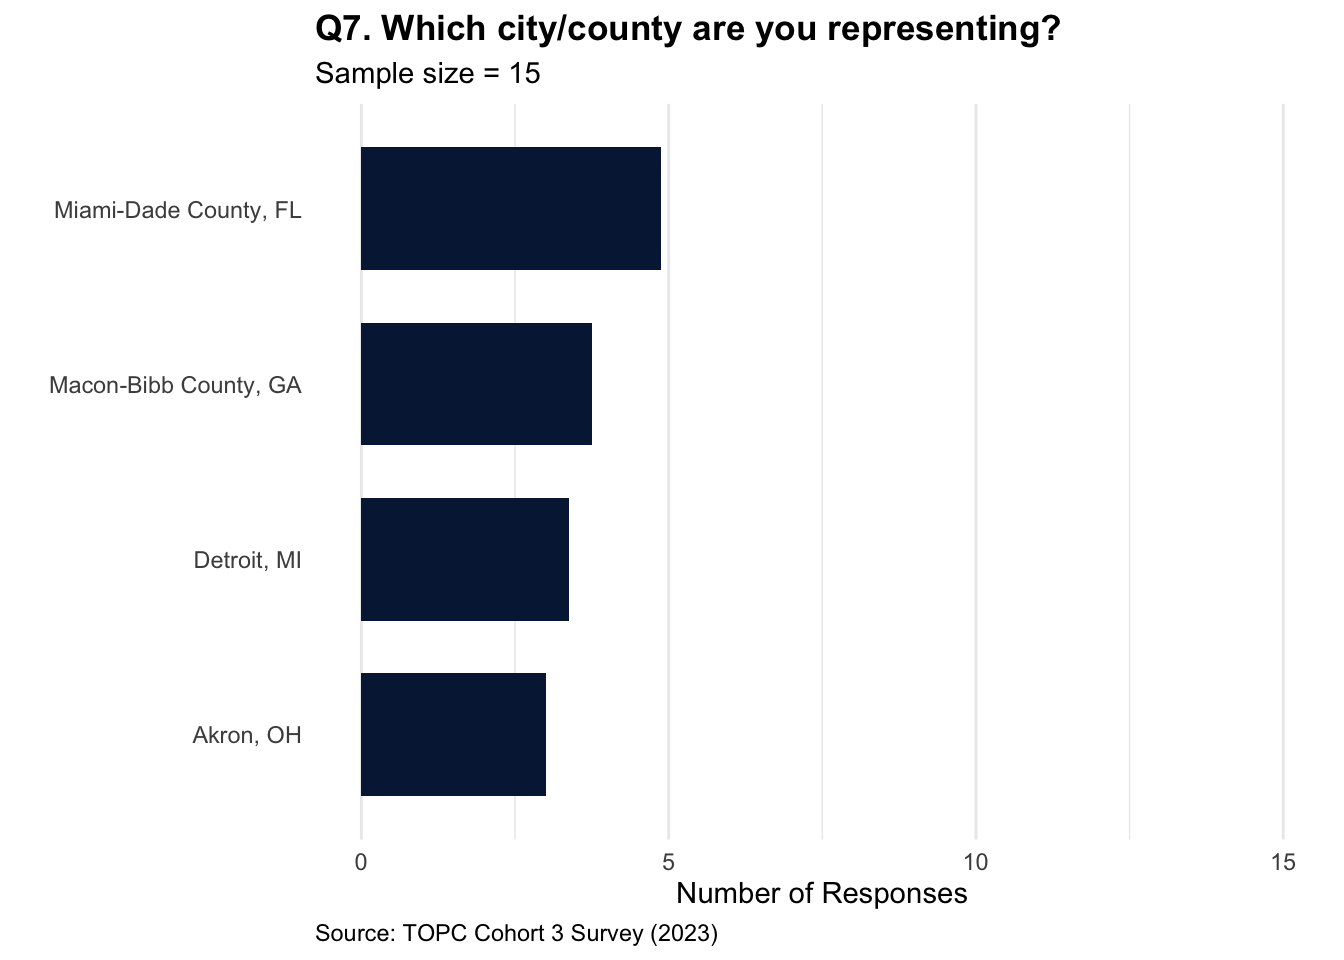 Q7. Which city/county are you representing?
Sample size = 15
Miami-Dade County, FL
Macon-Bibb County, GA
Detroit, MI
Akron, OH
0 5 10 15
Number of Responses
Source: TOPC Cohort 3 Survey (2023)